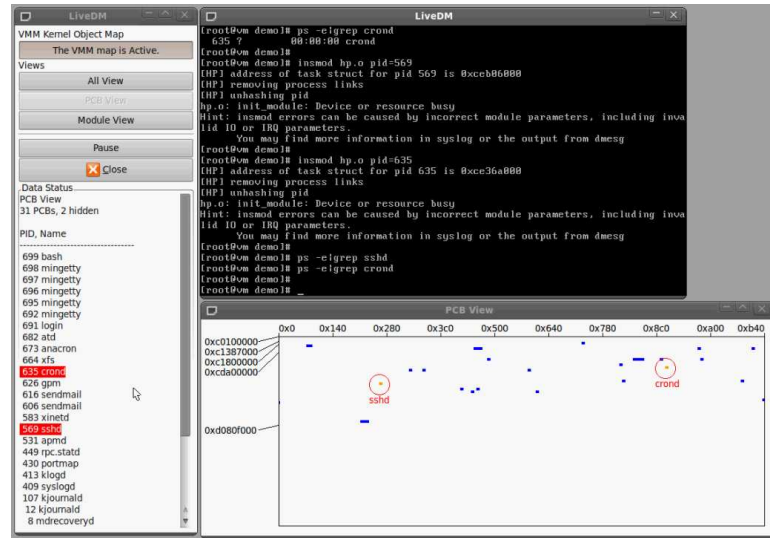 LiveDM
VMM Kernel Object Map
The VMM map is Active.
Views
All View
PCB View
Module View
Pause
Close
Data Status
PCB View
31 PCBs, 2 hidden
PID, Name
----------------------------------
699 bash
698 mingetty
697 mingetty
696 mingetty
695 mingetty
692 mingetty
691 login
682 atd
673 anacron
664 xfs
635 crond
626 gpm
616 sendmail
606 sendmail
583 xinetd
569 sshd
531 apmd
449 rpc.statd
430 portmap
413 klogd
409 syslogd
107 kjournald
12 kjournald
8 mdrecoveryd
LiveDM
[root@vm demo]# ps -e|grep crond
635 ? 00:00:00 crond
[root@vm demo]#
[root@vm demo]# insmod hp.o pid=569
[HP] address of task struct for pid 569 is 0xceb06000
[HP] removing process links
[HP] unhashing pid
hp.o: init_module: Device or resource busy
Hint: insmod errors can be caused by incorrect module parameters, including inva
lid IO or IRQ parameters.
You may find more information in syslog or the output from dmesg
[root@vm demo]#
[root@vm demo]# insmod hp.o pid=635
[HP] address of task struct for pid 635 is 0xce36a000
[HP] removing process links
[HP] unhashing pid
hp.o: init_module: Device or resource busy
Hint: insmod errors can be caused by incorrect module parameters, including inva
lid IO or IRQ parameters.
You may find more information in syslog or the output from dmesg
[root@vm demo]#
[root@vm demo]# ps -e|grep sshd
[root@vm demo]# ps -e|grep crond
[root@vm demo]# _
PCB View
0x0 0x140 0x280 0x3c0 0x500 0x640 0x780 0x8c0 0xa00 0xb40
0xc0100000
0xc1387000
0xc1800000
0xcda00000
0xd080f000
sshd
crond